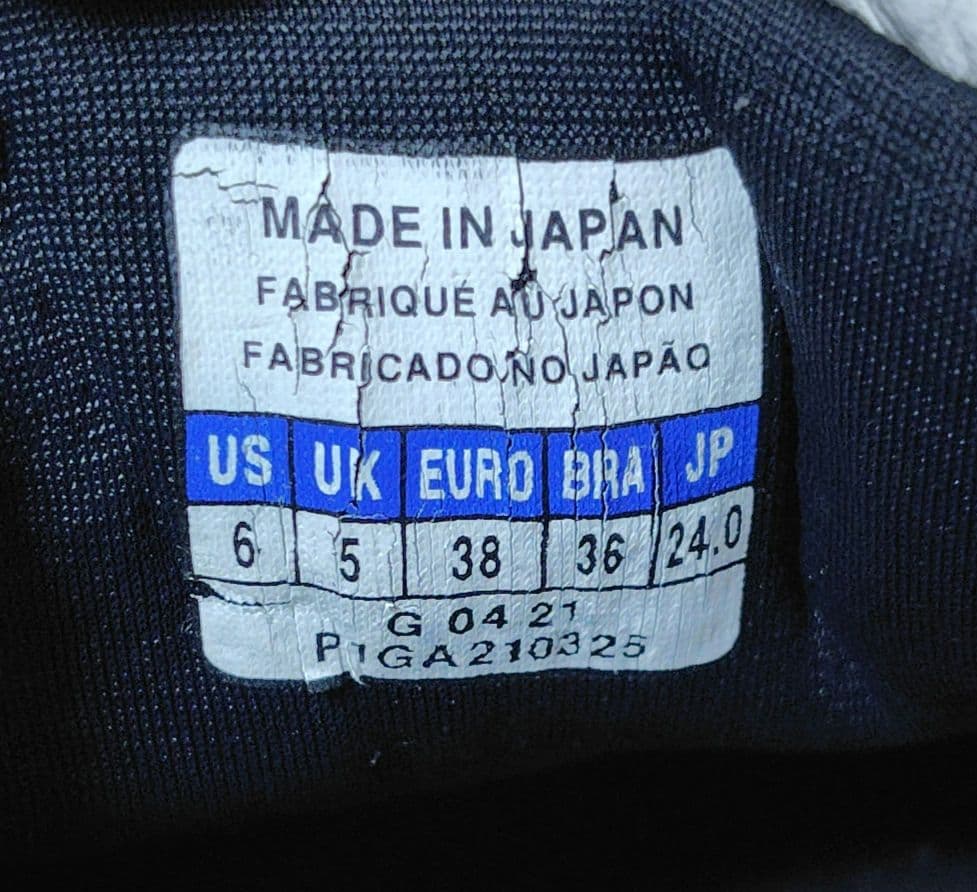 MADE IN JAPAN
FABRIQUÉ AU JAPON
FABRICADO NO JAPÃO
US UK EURO BRA JP
6 5 38 36 24.0
G 04 21
P1GA210325